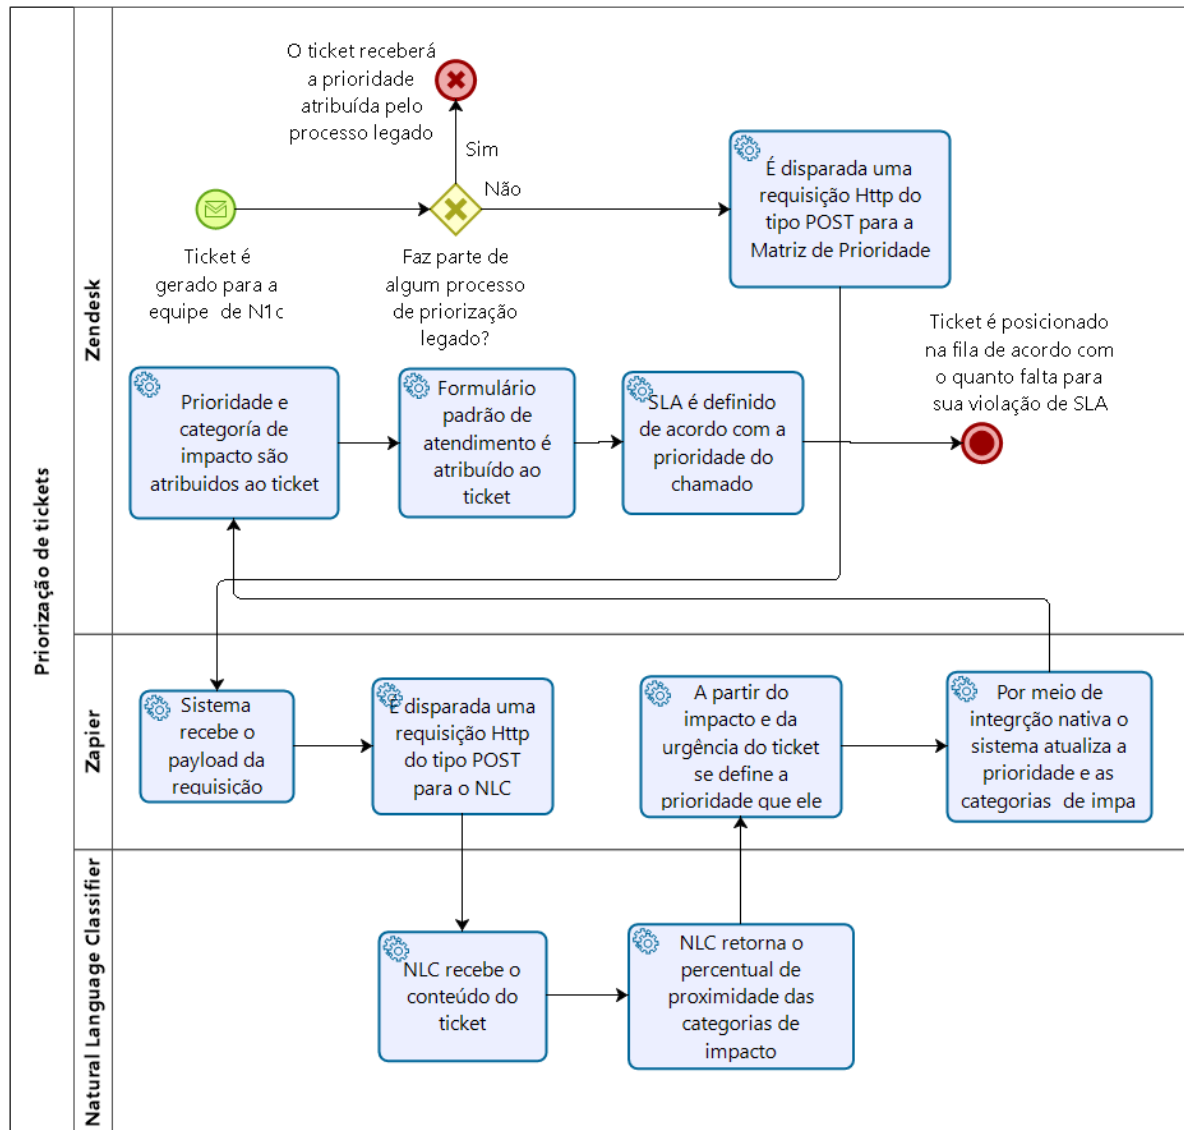 Priorização de tickets
Zendesk
O ticket receberá
a prioridade
atribuída pelo
processo legado
Sim
Não
Ticket é
gerado para a
equipe de N1c
Faz parte de
algum processo
de priorização
legado?
É disparada uma
requisição Http do
tipo POST para a
Matriz de Prioridade
Prioridade e
categoría de
impacto são
atribuidos ao ticket
Formulário
padrão de
atendimento é
atribuído ao
ticket
SLA é definido
de acordo com a
prioridade do
chamado
Ticket é posicionado
na fila de acordo com
o quanto falta para
sua violação de SLA
Zapier
Sistema
recebe o
payload da
requisição
É disparada uma
requisição Http
do tipo POST
para o NLC
A partir do
impacto e da
urgência do ticket
se define a
prioridade que ele
Por meio de
integrção nativa o
sistema atualiza a
prioridade e as
categorias de impa
Natural Language Classifier
NLC recebe o
conteúdo do
ticket
NLC retorna o
percentual de
proximidade das
categorias de
impacto